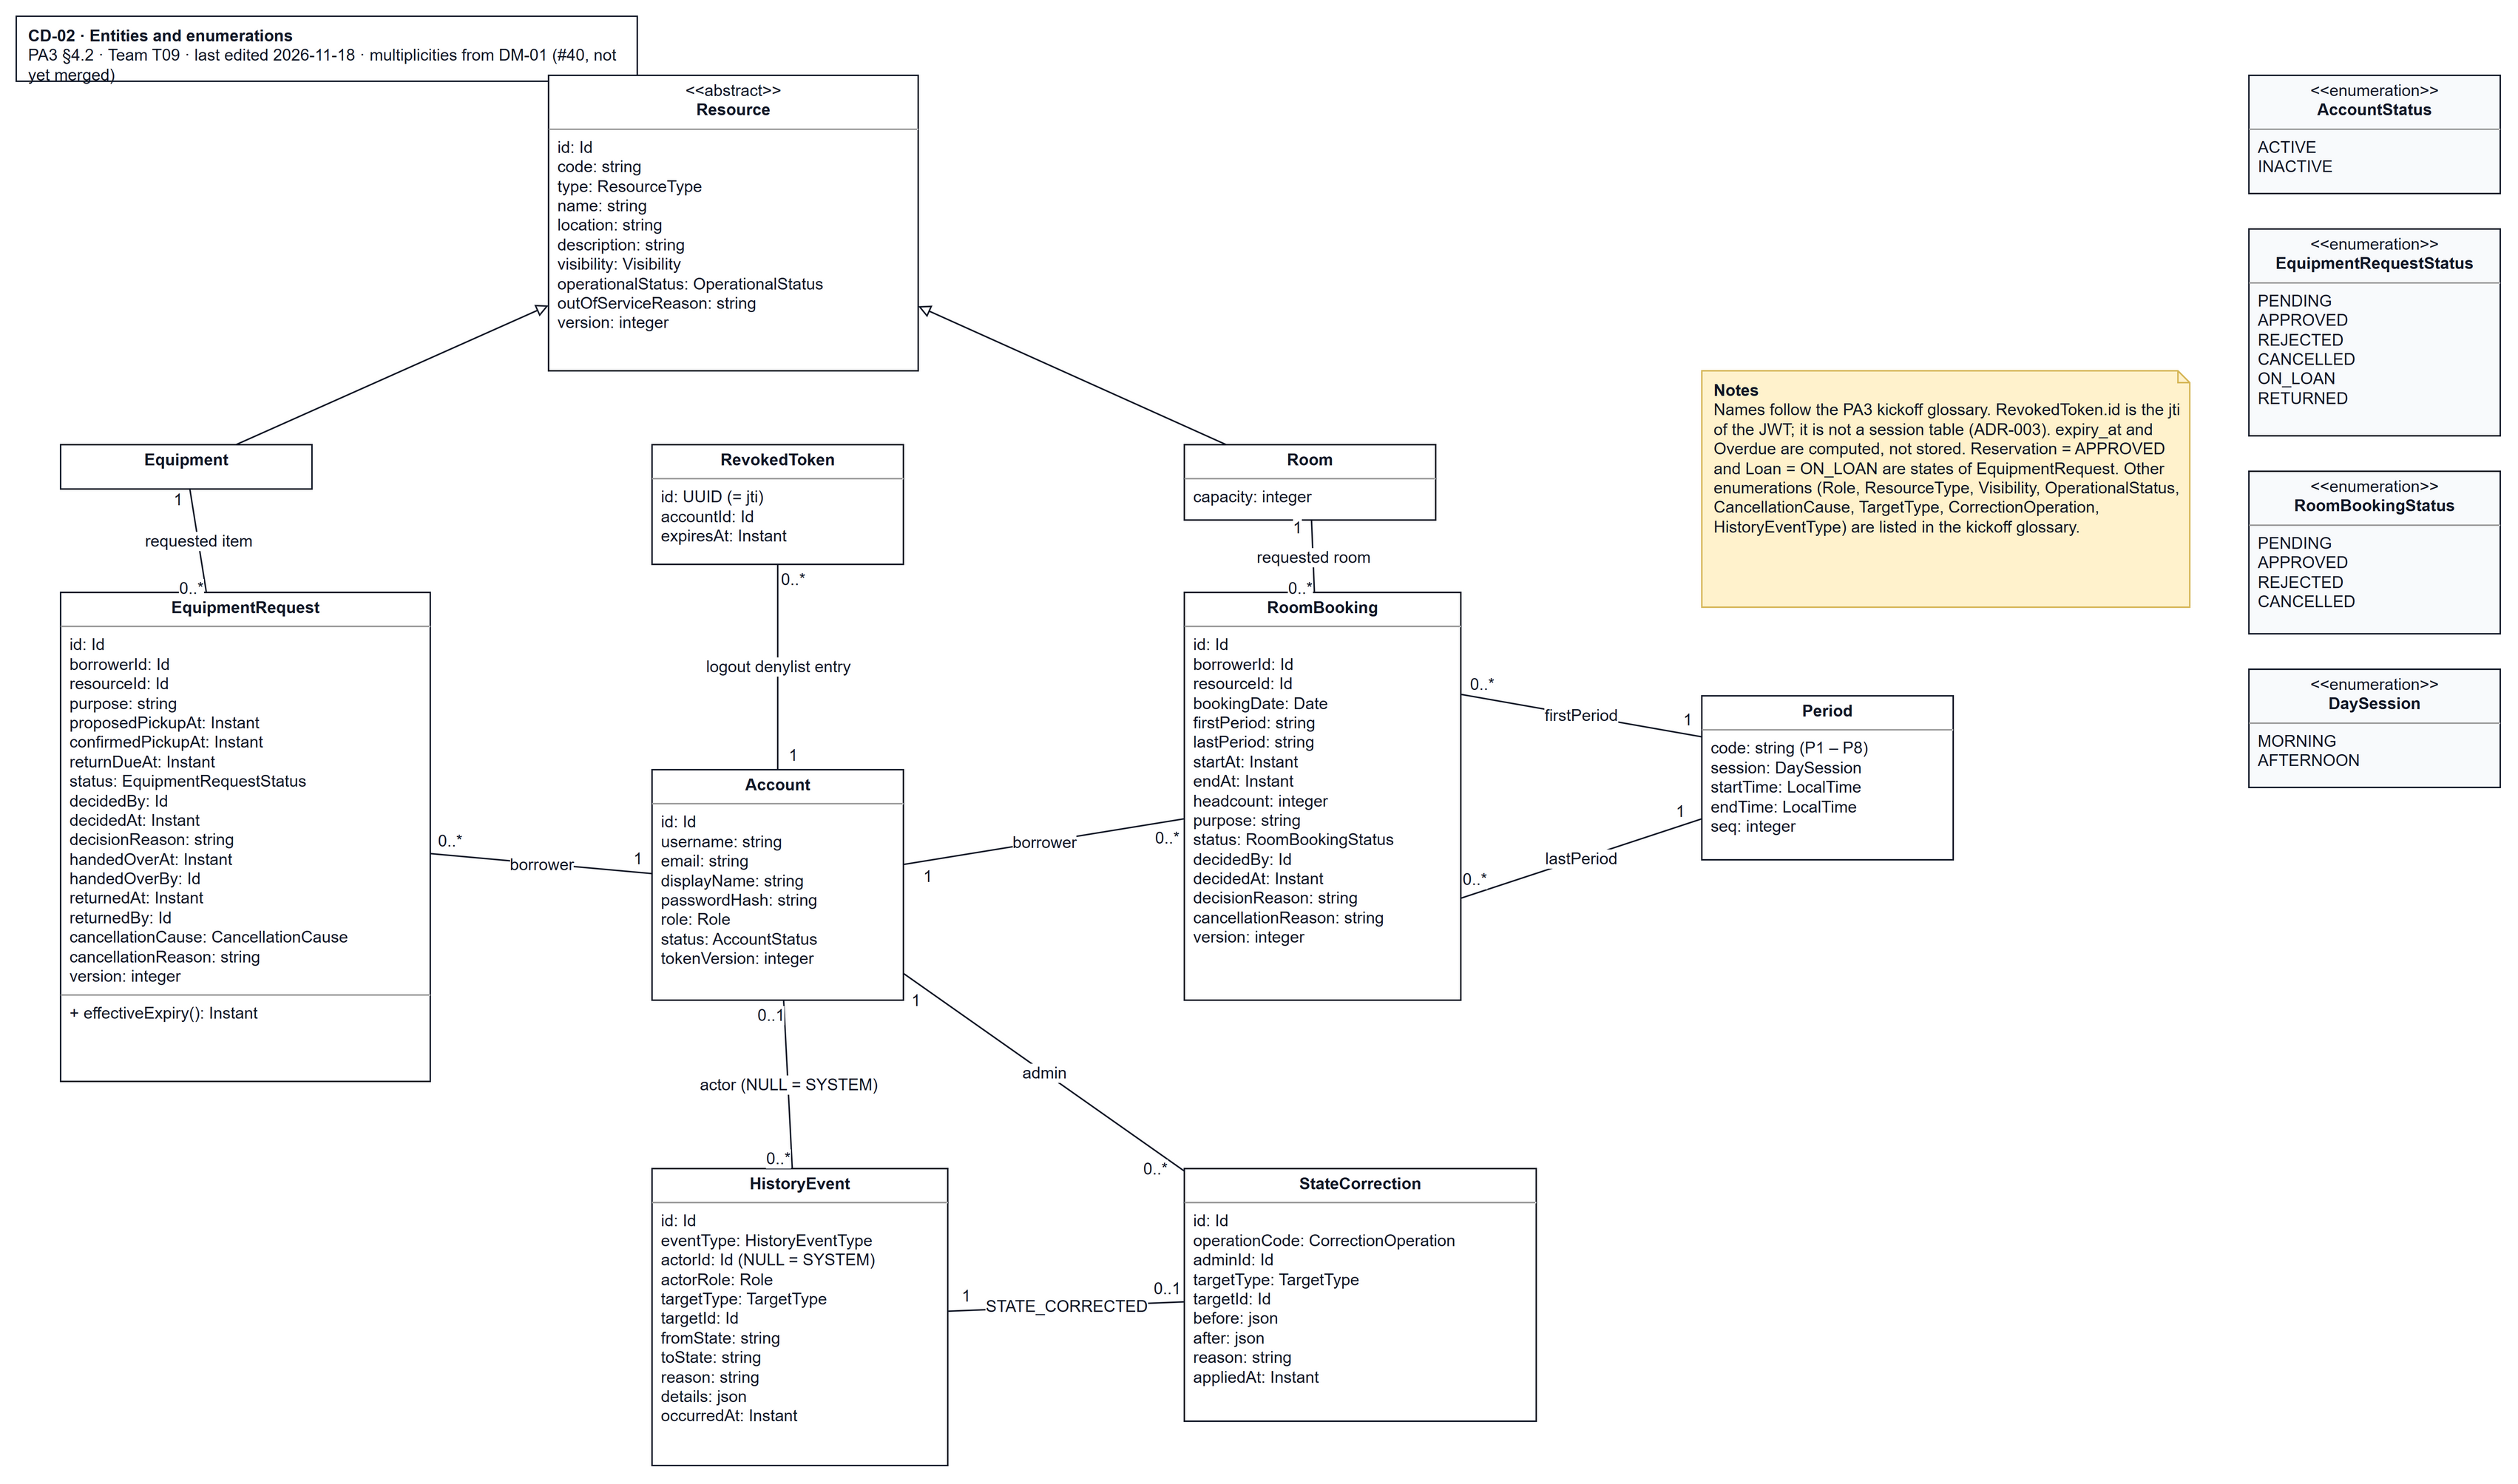 CD-02 · Entities and enumerations
PA3 §4.2 · Team T09 · last edited 2026-11-18 · multiplicities from DM-01 (#40, not
yet merged)
<<abstract>>
Resource
id: Id
code: string
type: ResourceType
name: string
location: string
description: string
visibility: Visibility
operationalStatus: OperationalStatus
outOfServiceReason: string
version: integer
<<enumeration>>
AccountStatus
ACTIVE
INACTIVE
<<enumeration>>
EquipmentRequestStatus
PENDING
APPROVED
REJECTED
CANCELLED
ON_LOAN
RETURNED
<<enumeration>>
RoomBookingStatus
PENDING
APPROVED
REJECTED
CANCELLED
<<enumeration>>
DaySession
MORNING
AFTERNOON
Notes
Names follow the PA3 kickoff glossary. RevokedToken.id is the jti
of the JWT; it is not a session table (ADR-003). expiry_at and
Overdue are computed, not stored. Reservation = APPROVED
and Loan = ON_LOAN are states of EquipmentRequest. Other
enumerations (Role, ResourceType, Visibility, OperationalStatus,
CancellationCause, TargetType, CorrectionOperation,
HistoryEventType) are listed in the kickoff glossary.
Equipment
1
requested item
0..*
RevokedToken
id: UUID (= jti)
accountId: Id
expiresAt: Instant
0..*
logout denylist entry
1
Room
capacity: integer
1
requested room
0..*
EquipmentRequest
id: Id
borrowerId: Id
resourceId: Id
purpose: string
proposedPickupAt: Instant
confirmedPickupAt: Instant
returnDueAt: Instant
status: EquipmentRequestStatus
decidedBy: Id
decidedAt: Instant
decisionReason: string
handedOverAt: Instant
handedOverBy: Id
returnedAt: Instant
returnedBy: Id
cancellationCause: CancellationCause
cancellationReason: string
version: integer
+ effectiveExpiry(): Instant
0..*
borrower
1
Account
id: Id
username: string
email: string
displayName: string
passwordHash: string
role: Role
status: AccountStatus
tokenVersion: integer
1
borrower
0..*
RoomBooking
id: Id
borrowerId: Id
resourceId: Id
bookingDate: Date
firstPeriod: string
lastPeriod: string
startAt: Instant
endAt: Instant
headcount: integer
purpose: string
status: RoomBookingStatus
decidedBy: Id
decidedAt: Instant
decisionReason: string
cancellationReason: string
version: integer
0..*
firstPeriod
1
0..*
lastPeriod
1
Period
code: string (P1 – P8)
session: DaySession
startTime: LocalTime
endTime: LocalTime
seq: integer
0..1
actor (NULL = SYSTEM)
0..*
1
admin
0..*
HistoryEvent
id: Id
eventType: HistoryEventType
actorId: Id (NULL = SYSTEM)
actorRole: Role
targetType: TargetType
targetId: Id
fromState: string
toState: string
reason: string
details: json
occurredAt: Instant
1
STATE_CORRECTED
0..1
StateCorrection
id: Id
operationCode: CorrectionOperation
adminId: Id
targetType: TargetType
targetId: Id
before: json
after: json
reason: string
appliedAt: Instant